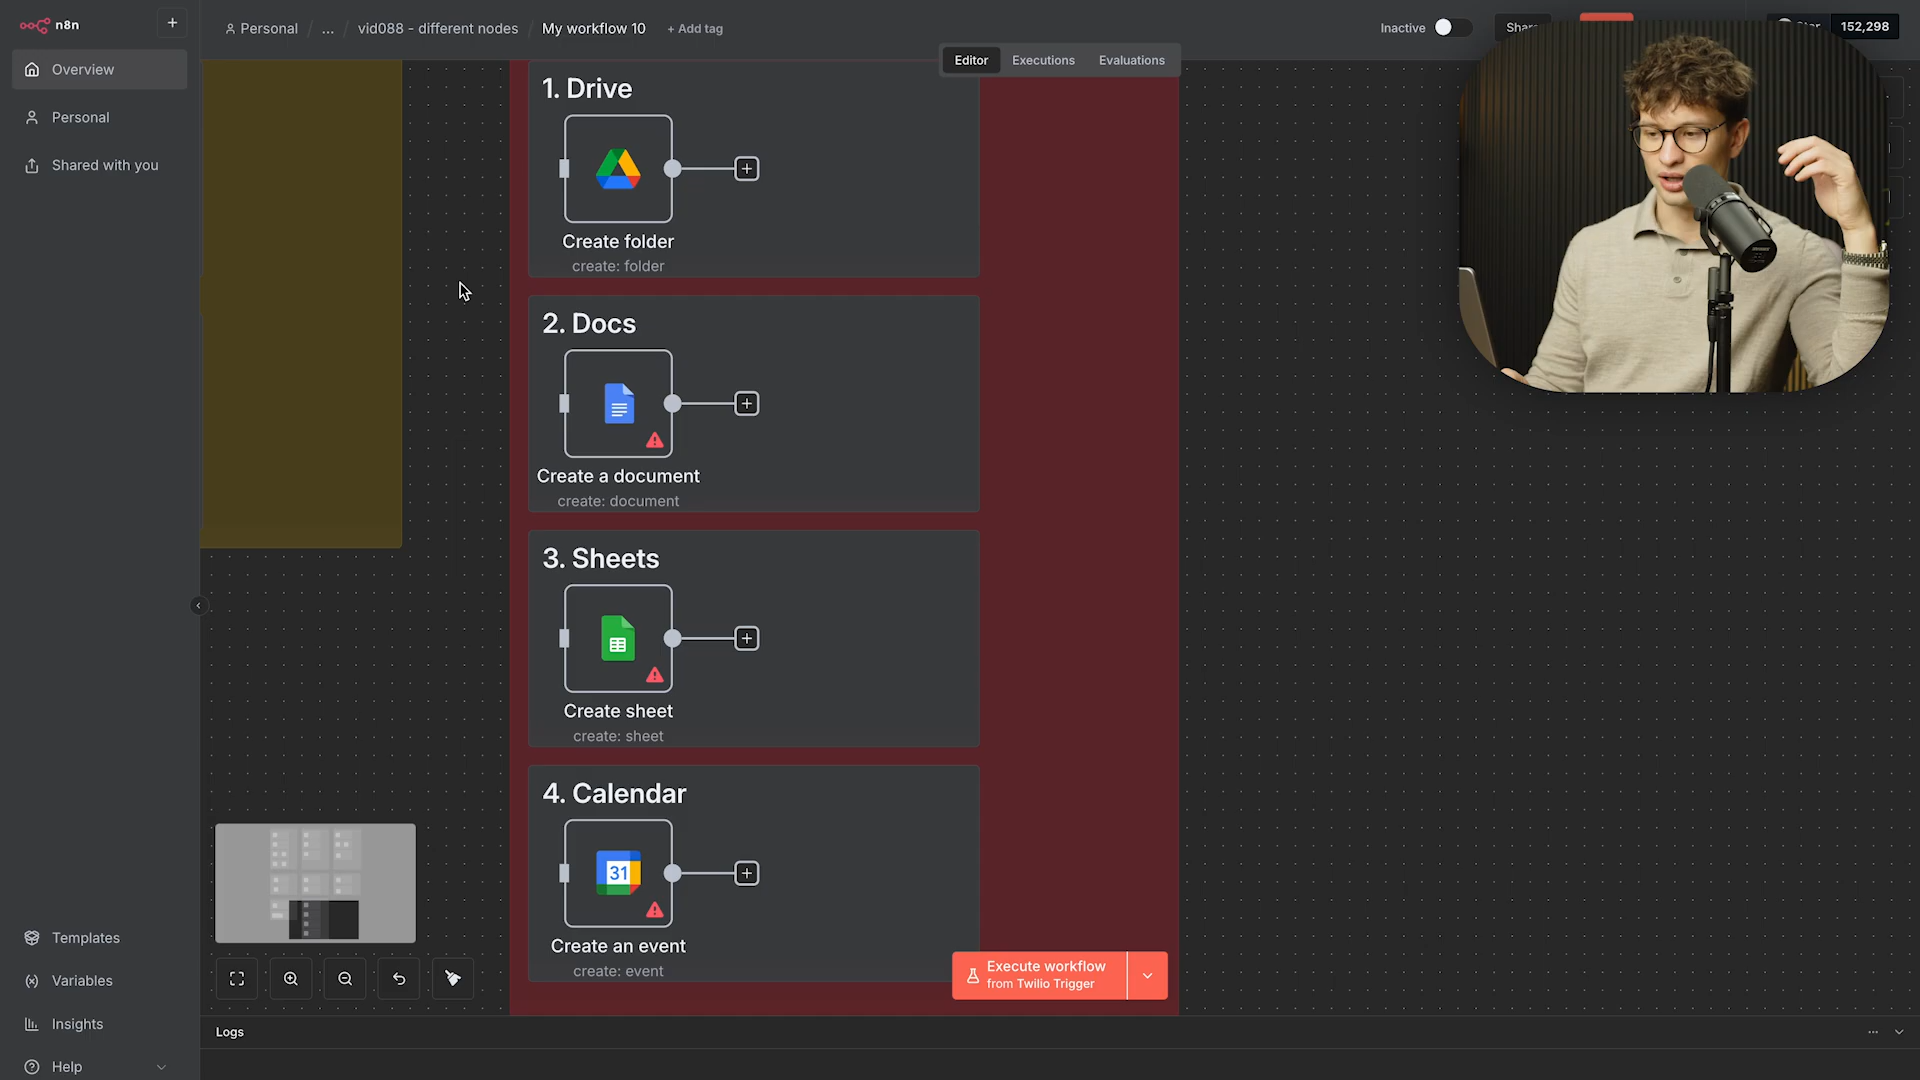 n8n
Personal / ... / vid088 - different nodes / My workflow 10 + Add tag
Inactive
152,298
Editor Executions Evaluations
Overview
Personal
Shared with you
1. Drive
Create folder
create: folder
2. Docs
Create a document
create: document
3. Sheets
Create sheet
create: sheet
4. Calendar
31
Create an event
create: event
Execute workflow
from Twilio Trigger
Templates
Variables
Insights
Help
Logs